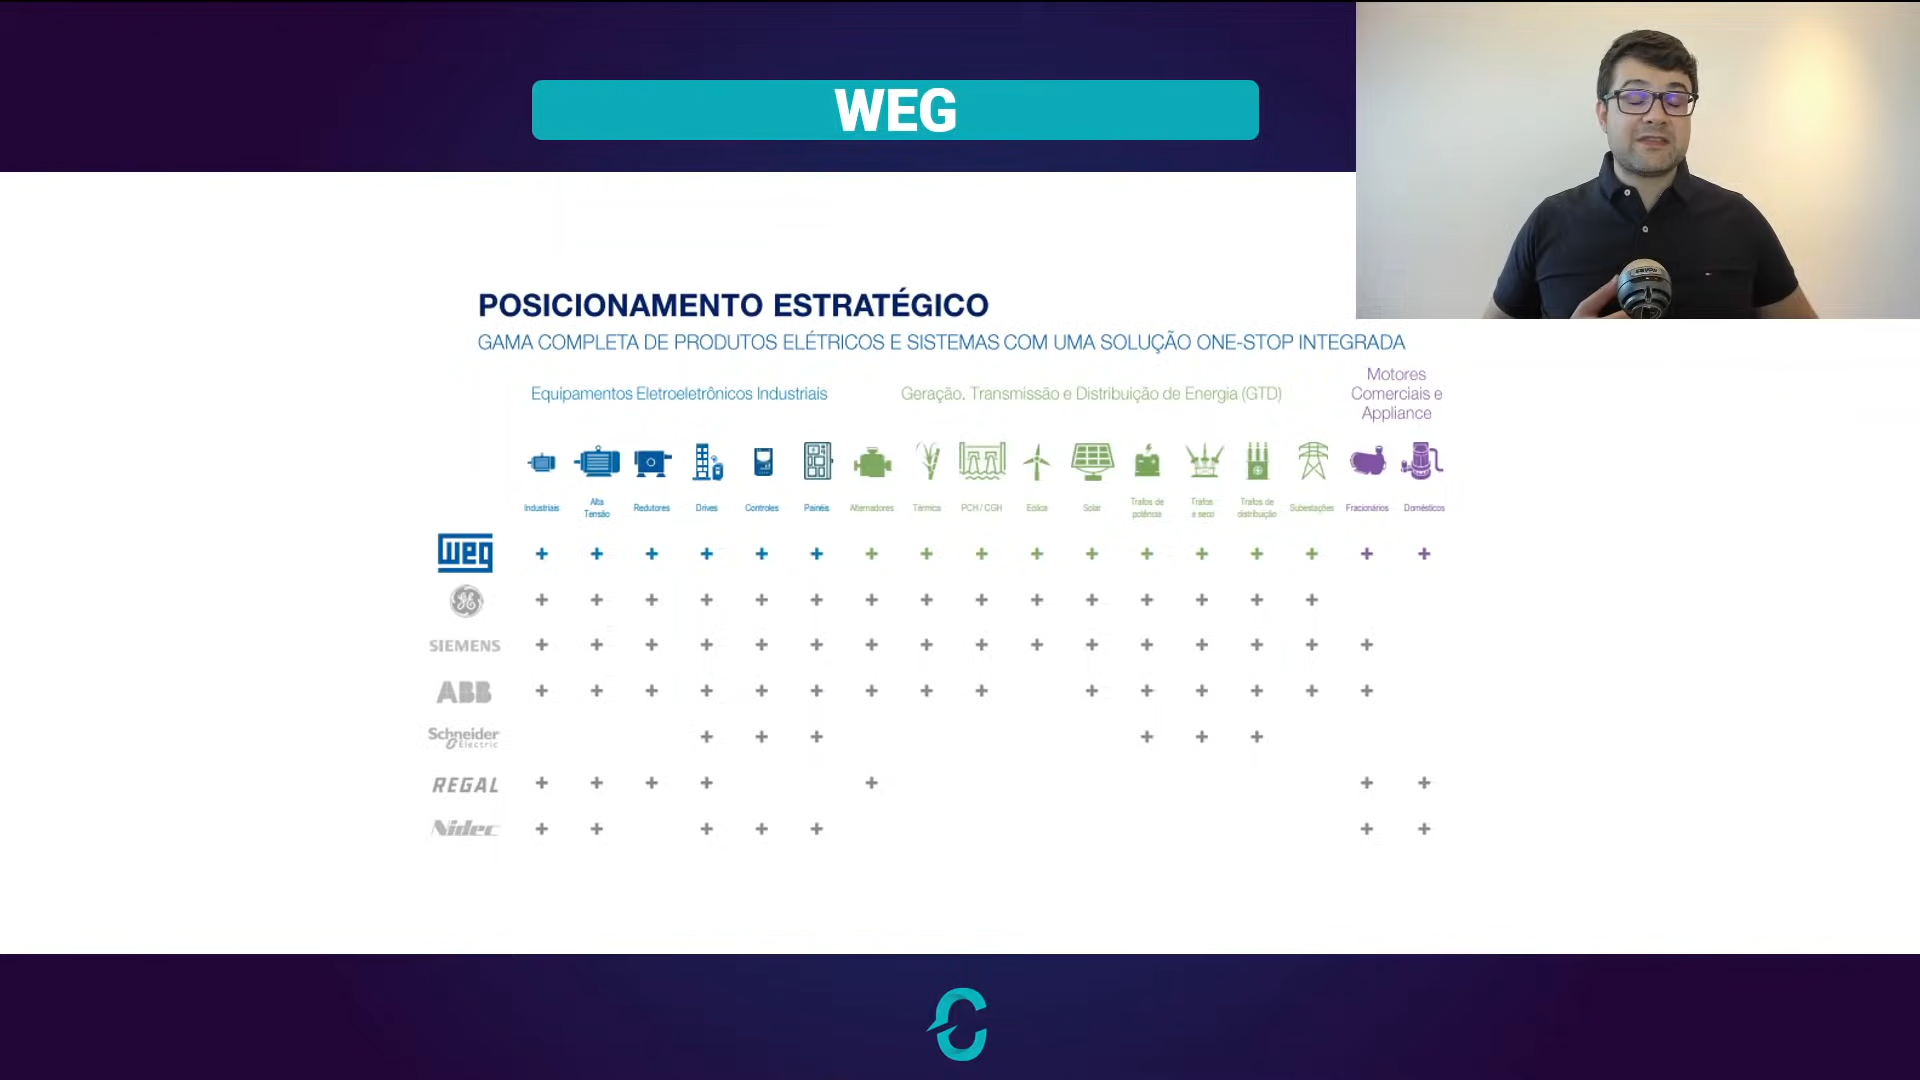 WEG
POSICIONAMENTO ESTRATÉGICO
GAMA COMPLETA DE PRODUTOS ELÉTRICOS E SISTEMAS COM UMA SOLUÇÃO ONE-STOP INTEGRADA
Equipamentos Eletroeletrônicos Industriais
Geração, Transmissão e Distribuição de Energia (GTD)
Motores
Comerciais e
Appliance
Industriais
Alta
Tensão
Redutores
Drives
Controles
Painéis
Alternadores
Térmica
PCH / CGH
Eólica
Solar
Trafos de
potência
Trafos
a seco
Trafos de
distribuição
Subestações
Fracionários
Domésticos
weg + + + + + + + + + + + + + + + + +
GE + + + + + + + + + + + + + + +
SIEMENS + + + + + + + + + + + + + + + +
ABB + + + + + + + + + + + + + + +
Schneider + + + + + +
Electric
REGAL + + + + + + +
Nidec + + + + + + +